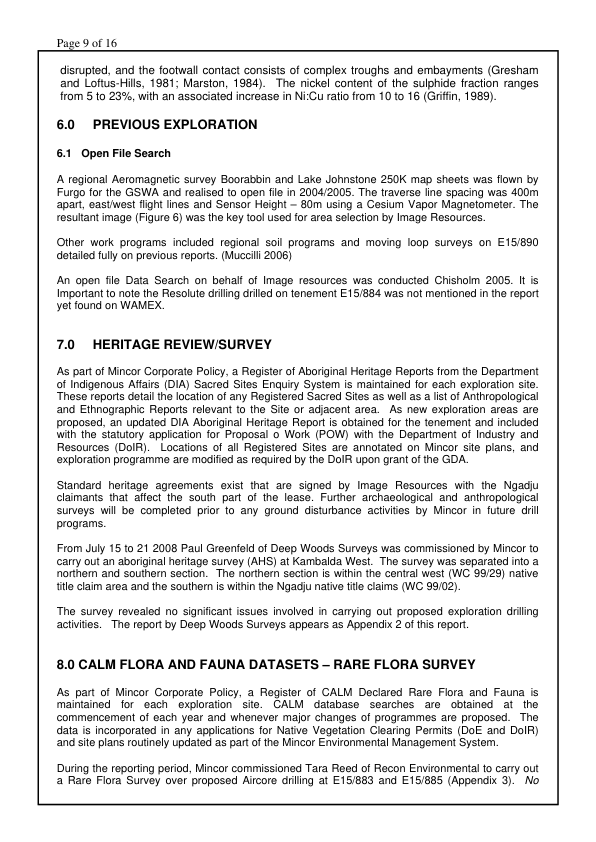 Page 9 of 16
disrupted, and the footwall contact consists of complex troughs and embayments (Gresham
and Loftus-Hills, 1981; Marston, 1984). The nickel content of the sulphide fraction ranges
from 5 to 23%, with an associated increase in Ni:Cu ratio from 10 to 16 (Griffin, 1989).
6.0 PREVIOUS EXPLORATION
6.1 Open File Search
A regional Aeromagnetic survey Boorabbin and Lake Johnstone 250K map sheets was flown by
Furgo for the GSWA and realised to open file in 2004/2005. The traverse line spacing was 400m
apart, east/west flight lines and Sensor Height – 80m using a Cesium Vapor Magnetometer. The
resultant image (Figure 6) was the key tool used for area selection by Image Resources.
Other work programs included regional soil programs and moving loop surveys on E15/890
detailed fully on previous reports. (Muccilli 2006)
An open file Data Search on behalf of Image resources was conducted Chisholm 2005. It is
Important to note the Resolute drilling drilled on tenement E15/884 was not mentioned in the report
yet found on WAMEX.
7.0 HERITAGE REVIEW/SURVEY
As part of Mincor Corporate Policy, a Register of Aboriginal Heritage Reports from the Department
of Indigenous Affairs (DIA) Sacred Sites Enquiry System is maintained for each exploration site.
These reports detail the location of any Registered Sacred Sites as well as a list of Anthropological
and Ethnographic Reports relevant to the Site or adjacent area. As new exploration areas are
proposed, an updated DIA Aboriginal Heritage Report is obtained for the tenement and included
with the statutory application for Proposal o Work (POW) with the Department of Industry and
Resources (DoIR). Locations of all Registered Sites are annotated on Mincor site plans, and
exploration programme are modified as required by the DoIR upon grant of the GDA.
Standard heritage agreements exist that are signed by Image Resources with the Ngadju
claimants that affect the south part of the lease. Further archaeological and anthropological
surveys will be completed prior to any ground disturbance activities by Mincor in future drill
programs.
From July 15 to 21 2008 Paul Greenfeld of Deep Woods Surveys was commissioned by Mincor to
carry out an aboriginal heritage survey (AHS) at Kambalda West. The survey was separated into a
northern and southern section. The northern section is within the central west (WC 99/29) native
title claim area and the southern is within the Ngadju native title claims (WC 99/02).
The survey revealed no significant issues involved in carrying out proposed exploration drilling
activities. The report by Deep Woods Surveys appears as Appendix 2 of this report.
8.0 CALM FLORA AND FAUNA DATASETS – RARE FLORA SURVEY
As part of Mincor Corporate Policy, a Register of CALM Declared Rare Flora and Fauna is
maintained for each exploration site. CALM database searches are obtained at the
commencement of each year and whenever major changes of programmes are proposed. The
data is incorporated in any applications for Native Vegetation Clearing Permits (DoE and DoIR)
and site plans routinely updated as part of the Mincor Environmental Management System.
During the reporting period, Mincor commissioned Tara Reed of Recon Environmental to carry out
a Rare Flora Survey over proposed Aircore drilling at E15/883 and E15/885 (Appendix 3). No